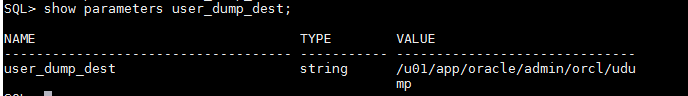 SQL> show parameters user_dump_dest;
NAME                                 TYPE        VALUE
------------------------------------ ----------- ------------------------------
user_dump_dest                       string      /u01/app/oracle/admin/orcl/udu
                                                 mp
SQL>